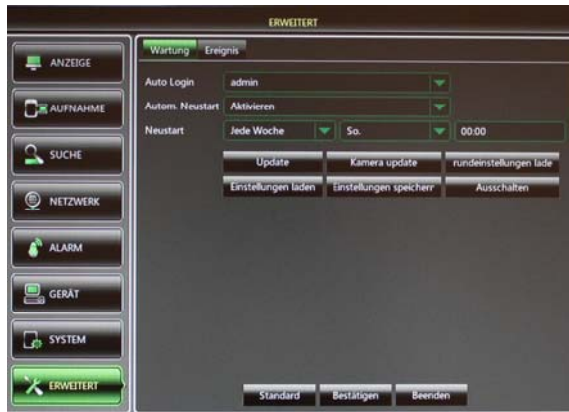 ERWEITERT
ANZEIGE
AUFNAHME
SUCHE
NETZWERK
ALARM
GERÄT
SYSTEM
ERWEITERT
Wartung Ereignis
Auto Login admin
Autom. Neustart Aktivieren
Neustart Jede Woche So. 00:00
Update Kamera update rundeinstellungen lade
Einstellungen laden Einstellungen speicherr Ausschalten
Standard Bestätigen Beenden